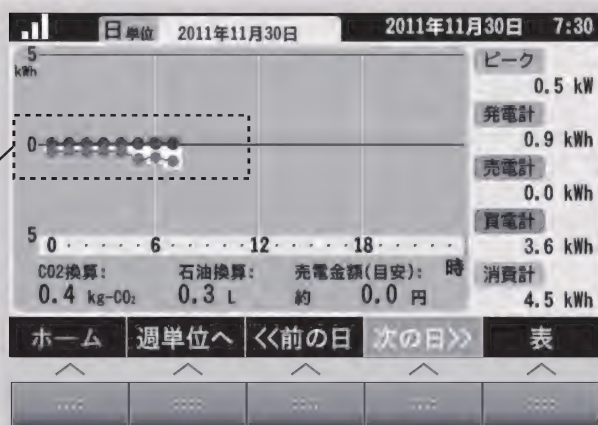 日単位 2011年11月30日 2011年11月30日 7:30
5
kWh
0
5
0 6 12 18 時
ピーク
0.5 kW
発電計
0.9 kWh
売電計
0.0 kWh
買電計
3.6 kWh
消費計
4.5 kWh
CO2換算: 石油換算: 売電金額(目安):
0.4 kg-CO₂ 0.3 L 約 0.0 円
ホーム 週単位へ <<前の日 次の日>> 表